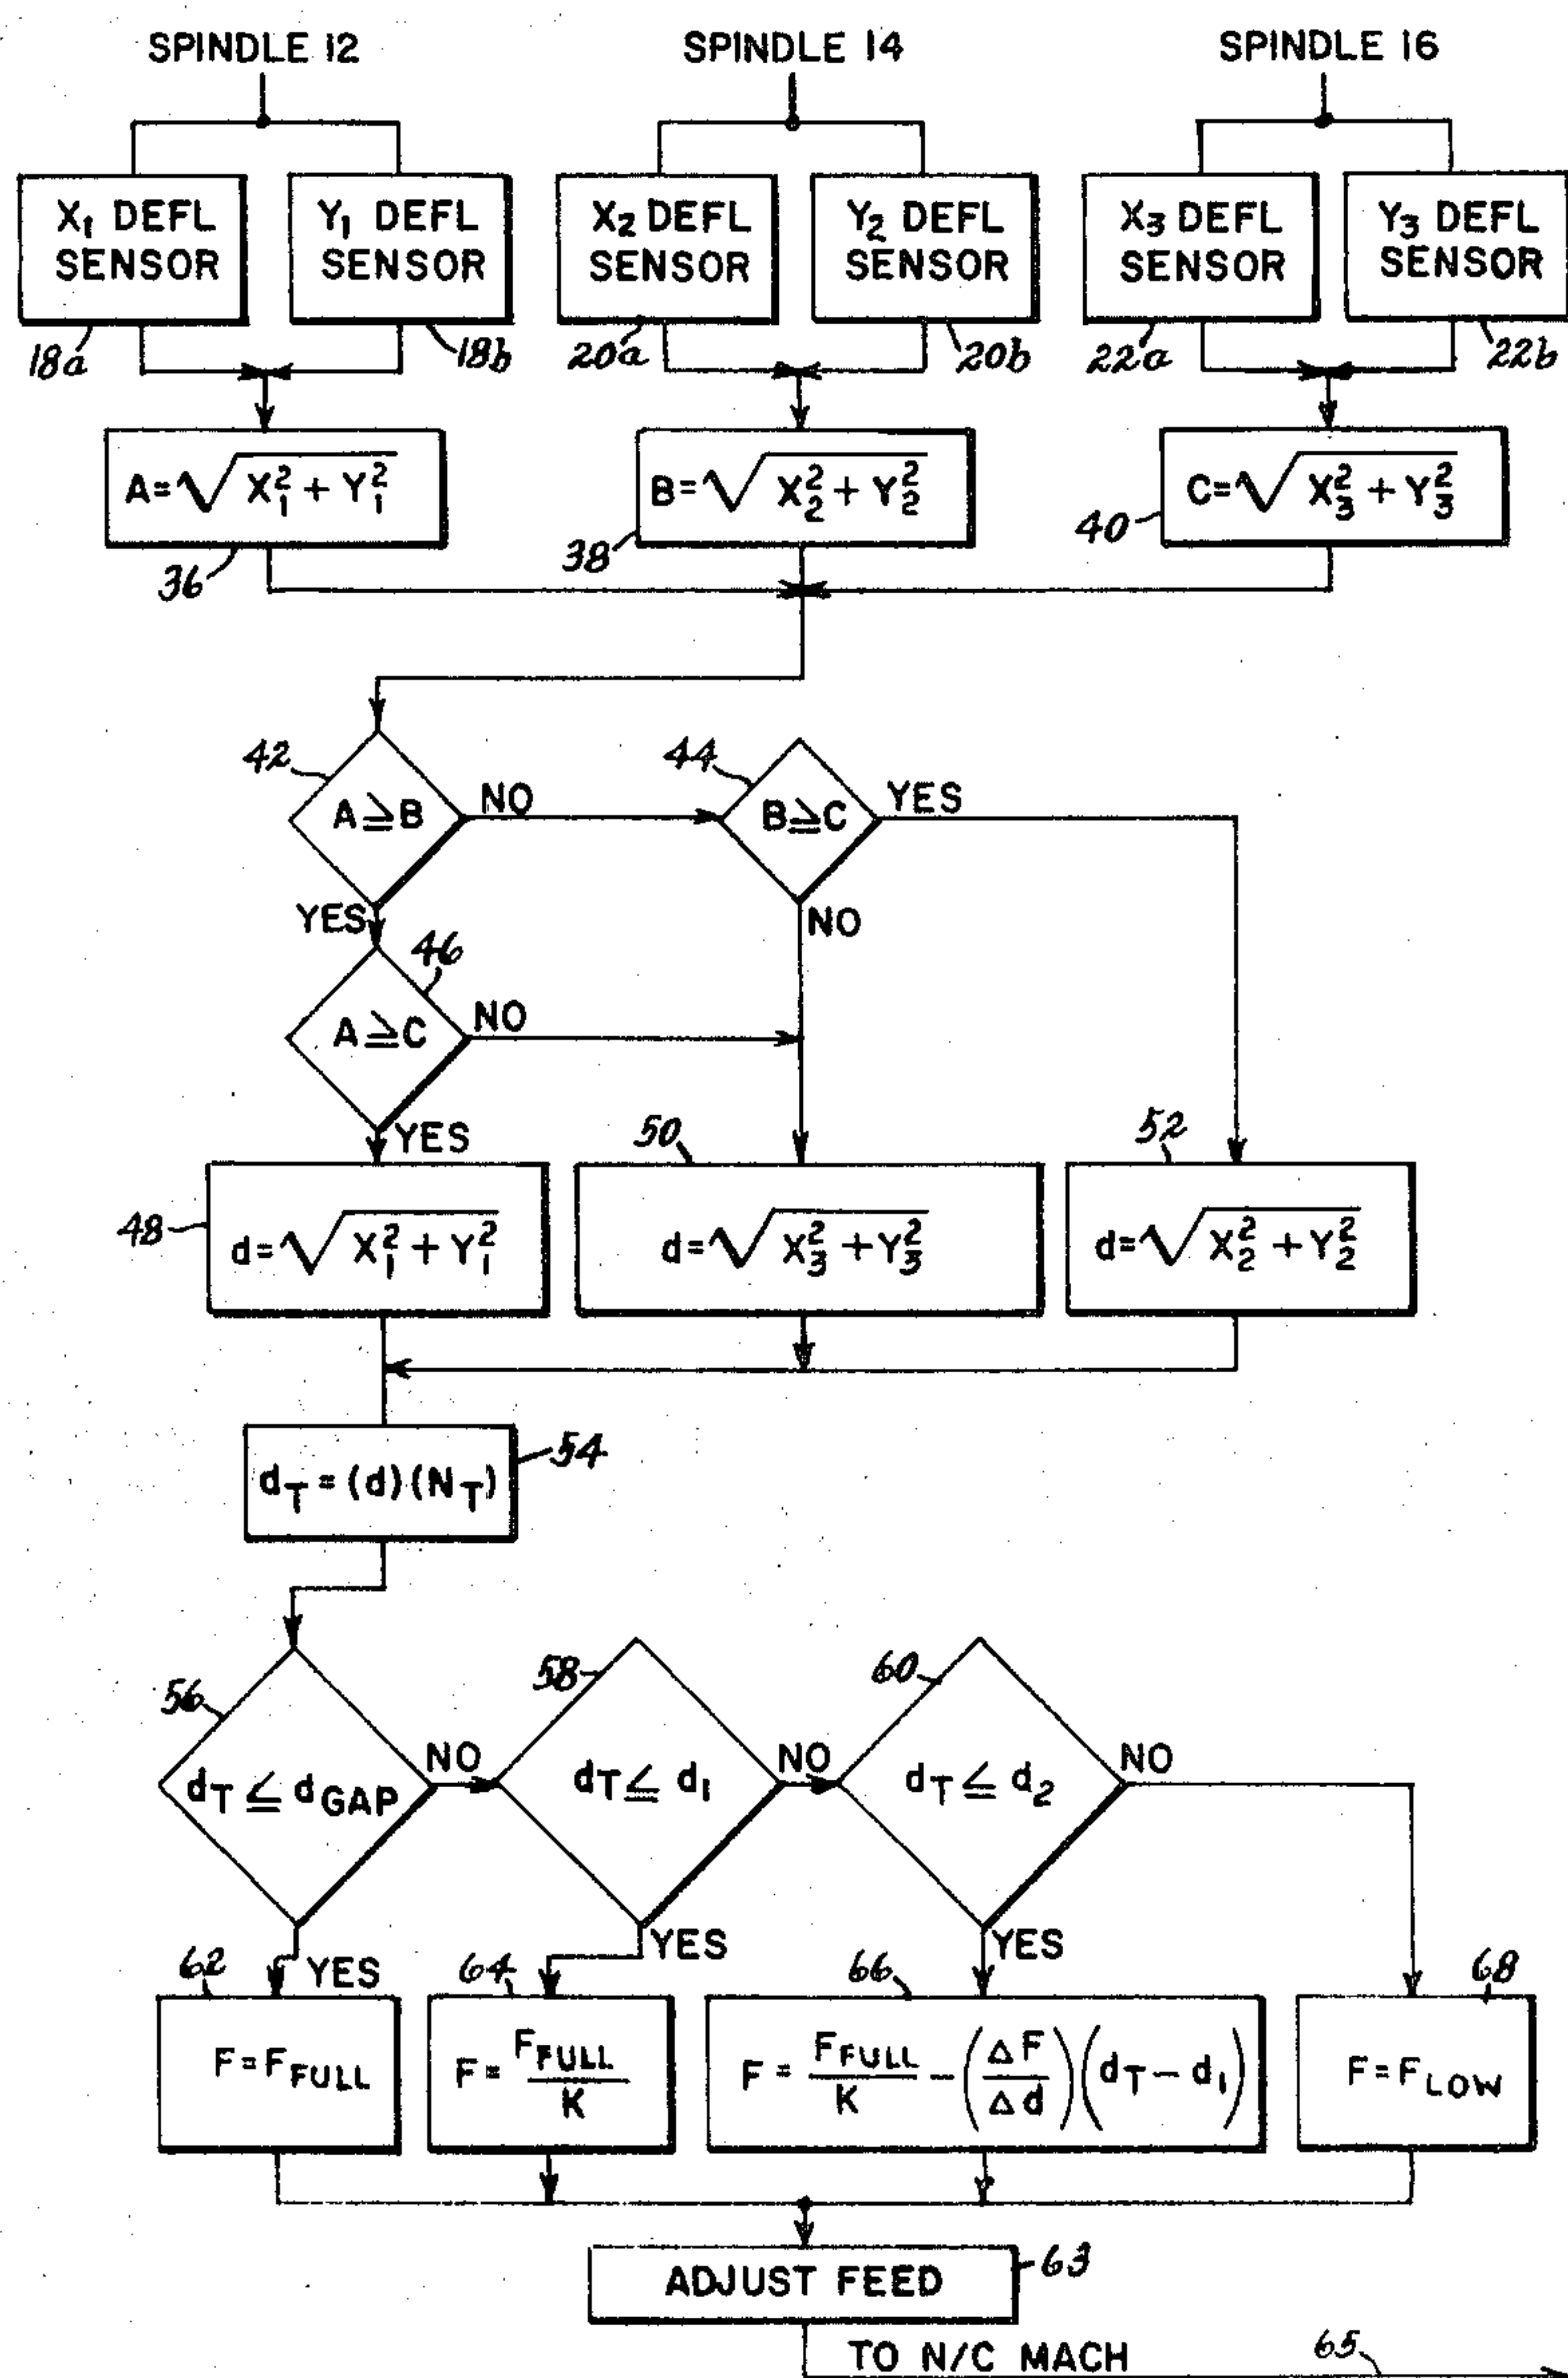 SPINDLE 12
SPINDLE 14
SPINDLE 16
X₁ DEFL
SENSOR
Y₁ DEFL
SENSOR
X₂ DEFL
SENSOR
Y₂ DEFL
SENSOR
X₃ DEFL
SENSOR
Y₃ DEFL
SENSOR
18a
18b
20a
20b
22a
22b
A=√X₁²+Y₁²
B=√X₂²+Y₂²
C=√X₃²+Y₃²
36
38
40
42
A≧B
NO
44
B≧C
YES
YES
NO
46
A≧C
NO
YES
50
52
48
d=√X₁²+Y₁²
d=√X₃²+Y₃²
d=√X₂²+Y₂²
d_T=(d)(N_T)
54
56
58
60
d_T≦d_GAP
NO
d_T≦d₁
NO
d_T≦d₂
NO
YES
YES
YES
62
64
66
68
F=F_FULL
F=F_FULL/K
F=F_FULL/K-(ΔF/Δd)(d_T-d₁)
F=F_LOW
ADJUST FEED
63
TO N/C MACH
65